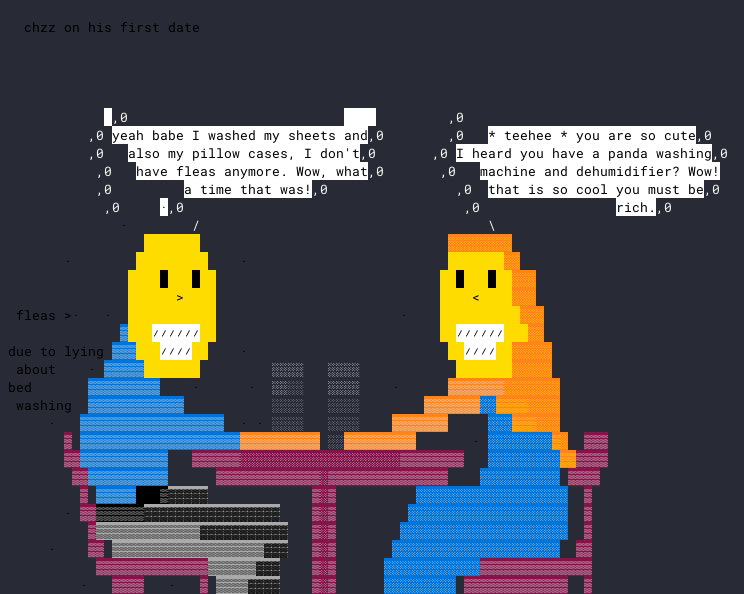 chzz on his first date
,0
,0 yeah babe I washed my sheets and,0
,0 also my pillow cases, I don't,0
,0 have fleas anymore. Wow, what,0
,0 a time that was!,0
,0 ,0
/
,0
,0 * teehee * you are so cute,0
,0 I heard you have a panda washing,0
,0 machine and dehumidifier? Wow!
,0 that is so cool you must be,0
,0 rich.,0
\
>
<
//////
////
//////
////
fleas >
due to lying
about
bed
washing